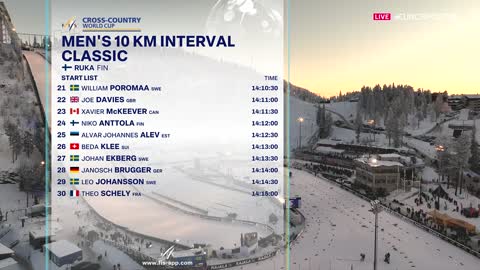 CROSS-COUNTRY
WORLD CUP
MEN'S 10 KM INTERVAL
CLASSIC
RUKA FIN
START LIST TIME
21 WILLIAM POROMAA SWE 14:10:30
22 JOE DAVIES GBR 14:11:00
23 XAVIER McKEEVER CAN 14:11:30
24 NIKO ANTTOLA FIN 14:12:00
25 ALVAR JOHANNES ALEV EST 14:12:30
26 BEDA KLEE SUI 14:13:00
27 JOHAN EKBERG SWE 14:13:30
28 JANOSCH BRUGGER GER 14:14:00
29 LEO JOHANSSON SWE 14:14:30
30 THEO SCHELY FRA 14:15:00
www.fis-app.com
LIVE